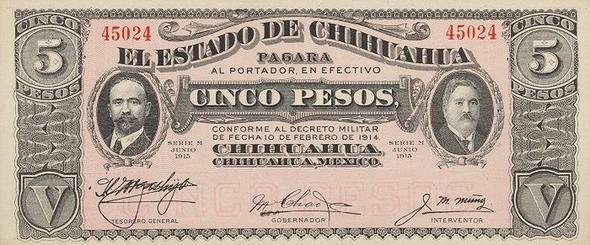 CINCO 5 PESOS
CINCO 5 PESOS
45024 45024
EL ESTADO DE CHIHUAHUA
PAGARA
AL PORTADOR, EN EFECTIVO
CINCO PESOS,
CONFORME AL DECRETO MILITAR
DE FECHA 10 DE FEBRERO DE 1914
SERIE M
JUNIO
1915
SERIE M
JUNIO
1915
CHIHUAHUA,
CHIHUAHUA, MEXICO.
V
V
TESORERO GENERAL
GOBERNADOR
J. M. Mung
INTERVENTOR